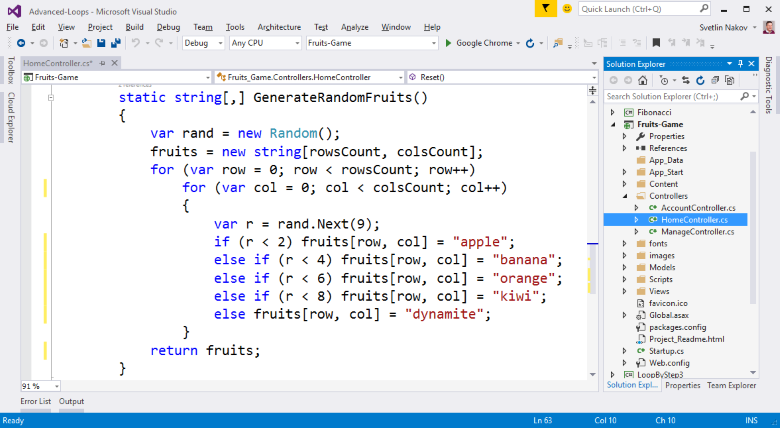 Advanced-Loops - Microsoft Visual Studio
Quick Launch (Ctrl+Q)
File Edit View Project Build Debug Team Tools Architecture Test Analyze Window Help
Svetlin Nakov
Debug Any CPU Fruits-Game Google Chrome
Toolbox
Cloud Explorer
HomeController.cs*
Fruits-Game Fruits_Game.Controllers.HomeController Reset()
static string[,] GenerateRandomFruits()
{
var rand = new Random();
fruits = new string[rowsCount, colsCount];
for (var row = 0; row < rowsCount; row++)
for (var col = 0; col < colsCount; col++)
{
var r = rand.Next(9);
if (r < 2) fruits[row, col] = "apple";
else if (r < 4) fruits[row, col] = "banana";
else if (r < 6) fruits[row, col] = "orange";
else if (r < 8) fruits[row, col] = "kiwi";
else fruits[row, col] = "dynamite";
}
return fruits;
}
91 %
Solution Explorer
Search Solution Explorer (Ctrl+;)
Fibonacci
Fruits-Game
Properties
References
App_Data
App_Start
Content
Controllers
AccountController.cs
HomeController.cs
ManageController.cs
fonts
images
Models
Scripts
Views
favicon.ico
Global.asax
packages.config
Project_Readme.html
Startup.cs
Web.config
LoopByStep3
Solution Expl... Properties Team Explorer
Diagnostic Tools
Error List Output
Ready Ln 63 Col 10 Ch 10 INS